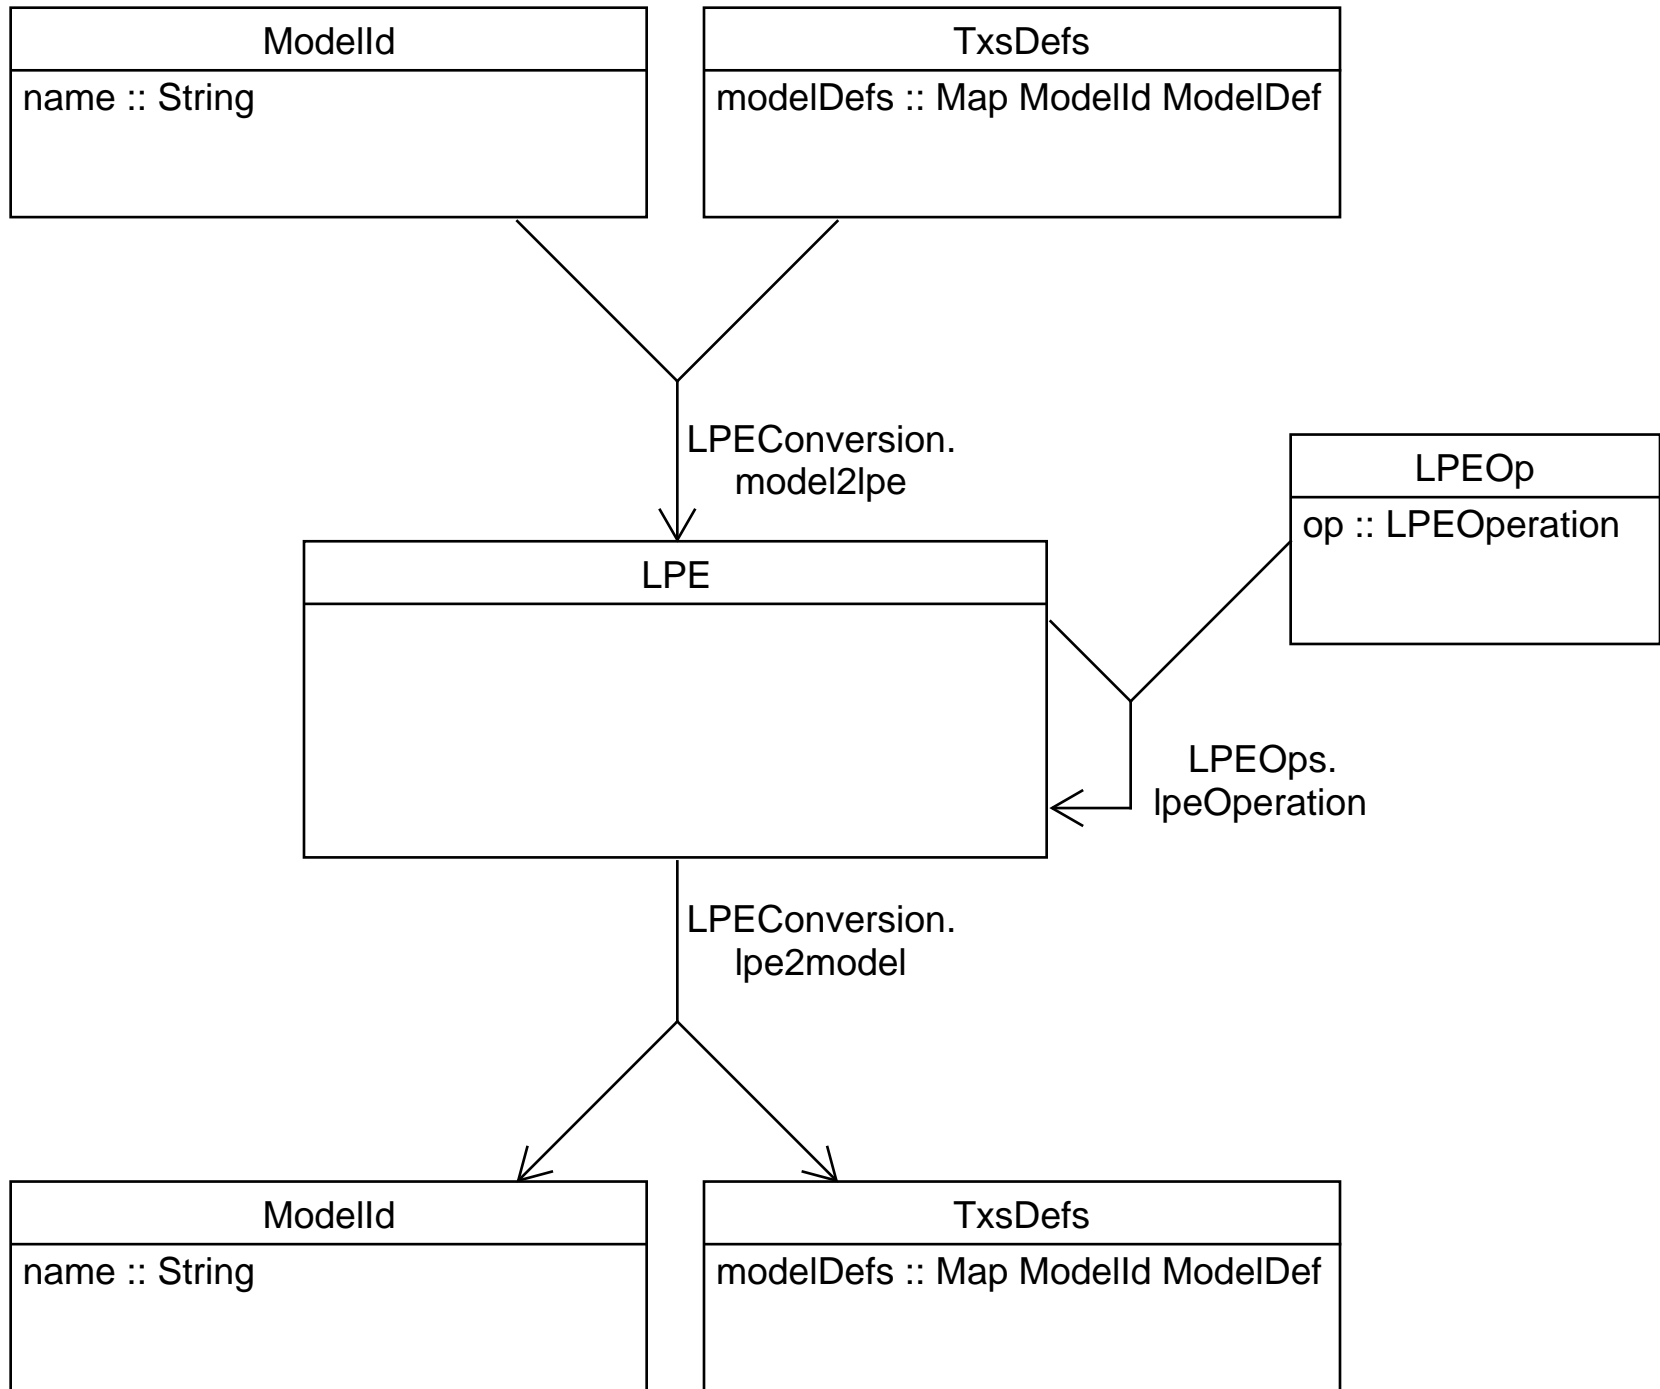 ModelId
name :: String
TxsDefs
modelDefs :: Map ModelId ModelDef
LPEConversion.
model2lpe
LPEOp
op :: LPEOperation
LPE
LPEOps.
lpeOperation
LPEConversion.
lpe2model
ModelId
name :: String
TxsDefs
modelDefs :: Map ModelId ModelDef